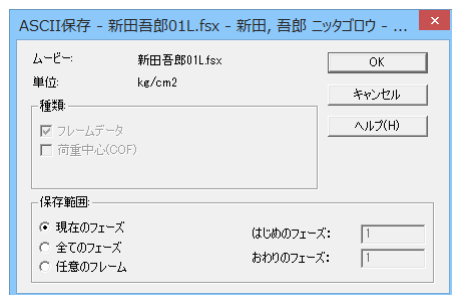 ASCII保存 - 新田吾郎01L.fsx - 新田, 吾郎 ニッタゴロウ - ...
ムービー: 新田吾郎01L.fsx
OK
単位: kg/cm2
キャンセル
種類:
ヘルプ(H)
フレームデータ
荷重中心(COF)
保存範囲:
現在のフェーズ
はじめのフェーズ: 1
全てのフェーズ
おわりのフェーズ: 1
任意のフレーム